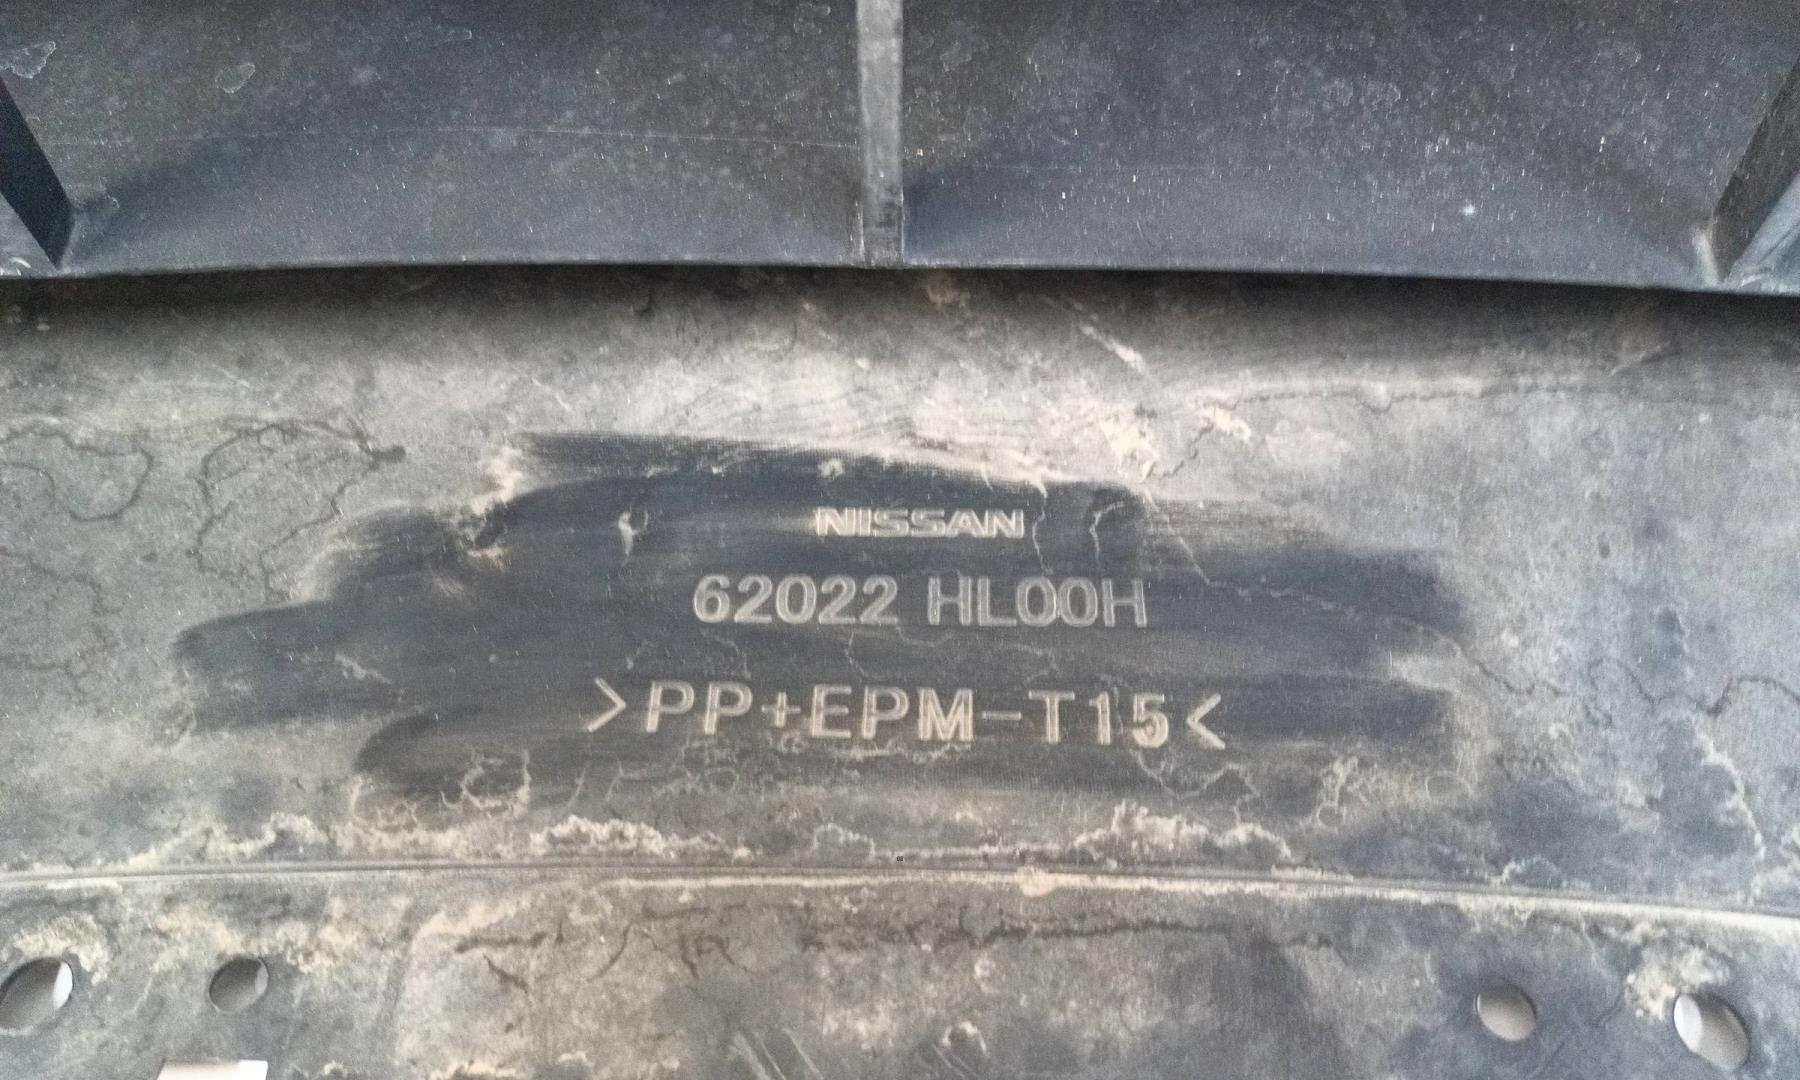 NISSAN
62022 HL00H
>PP+EPM-T15<